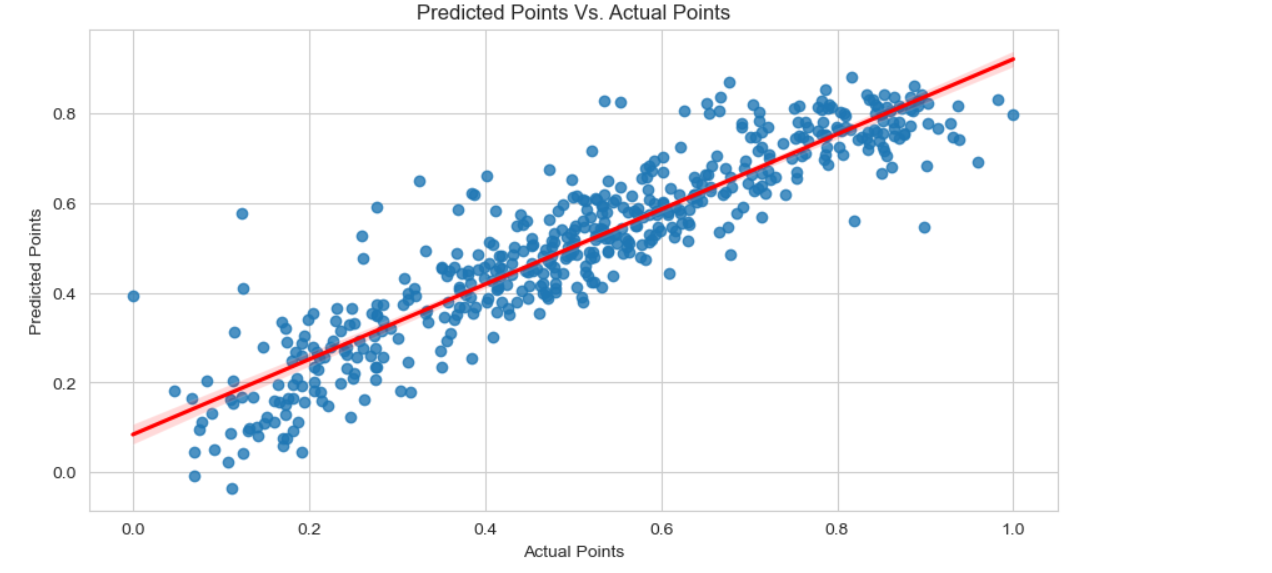 Predicted Points Vs. Actual Points
Predicted Points
0.8
0.6
0.4
0.2
0.0
0.0 0.2 0.4 0.6 0.8 1.0
Actual Points